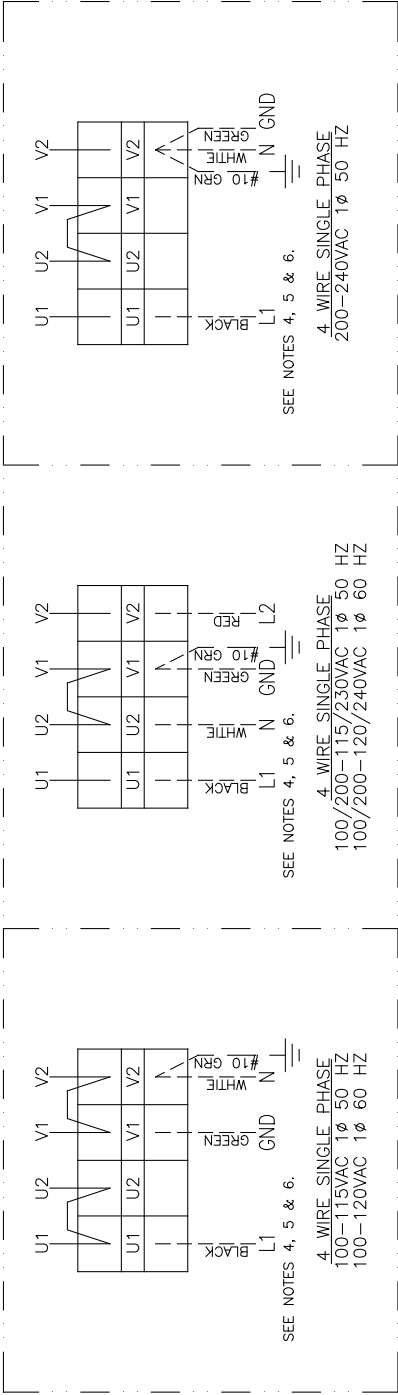 U1 U2 V1 V2
U1 U2 V1 V2
BLACK GREEN WHTIE #10 GRN
L1 GND N
SEE NOTES 4, 5 & 6.
4 WIRE SINGLE PHASE
100-115VAC 1ø 50 HZ
100-120VAC 1ø 60 HZ
U1 U2 V1 V2
U1 U2 V1 V2
BLACK WHTIE GREEN #10 GRN RED
L1 N GND L2
SEE NOTES 4, 5 & 6.
4 WIRE SINGLE PHASE
100/200-115/230VAC 1ø 50 HZ
100/200-120/240VAC 1ø 60 HZ
U1 U2 V1 V2
U1 U2 V1 V2
BLACK #10 GRN WHTIE GREEN
L1 N GND
SEE NOTES 4, 5 & 6.
4 WIRE SINGLE PHASE
200-240VAC 1ø 50 HZ